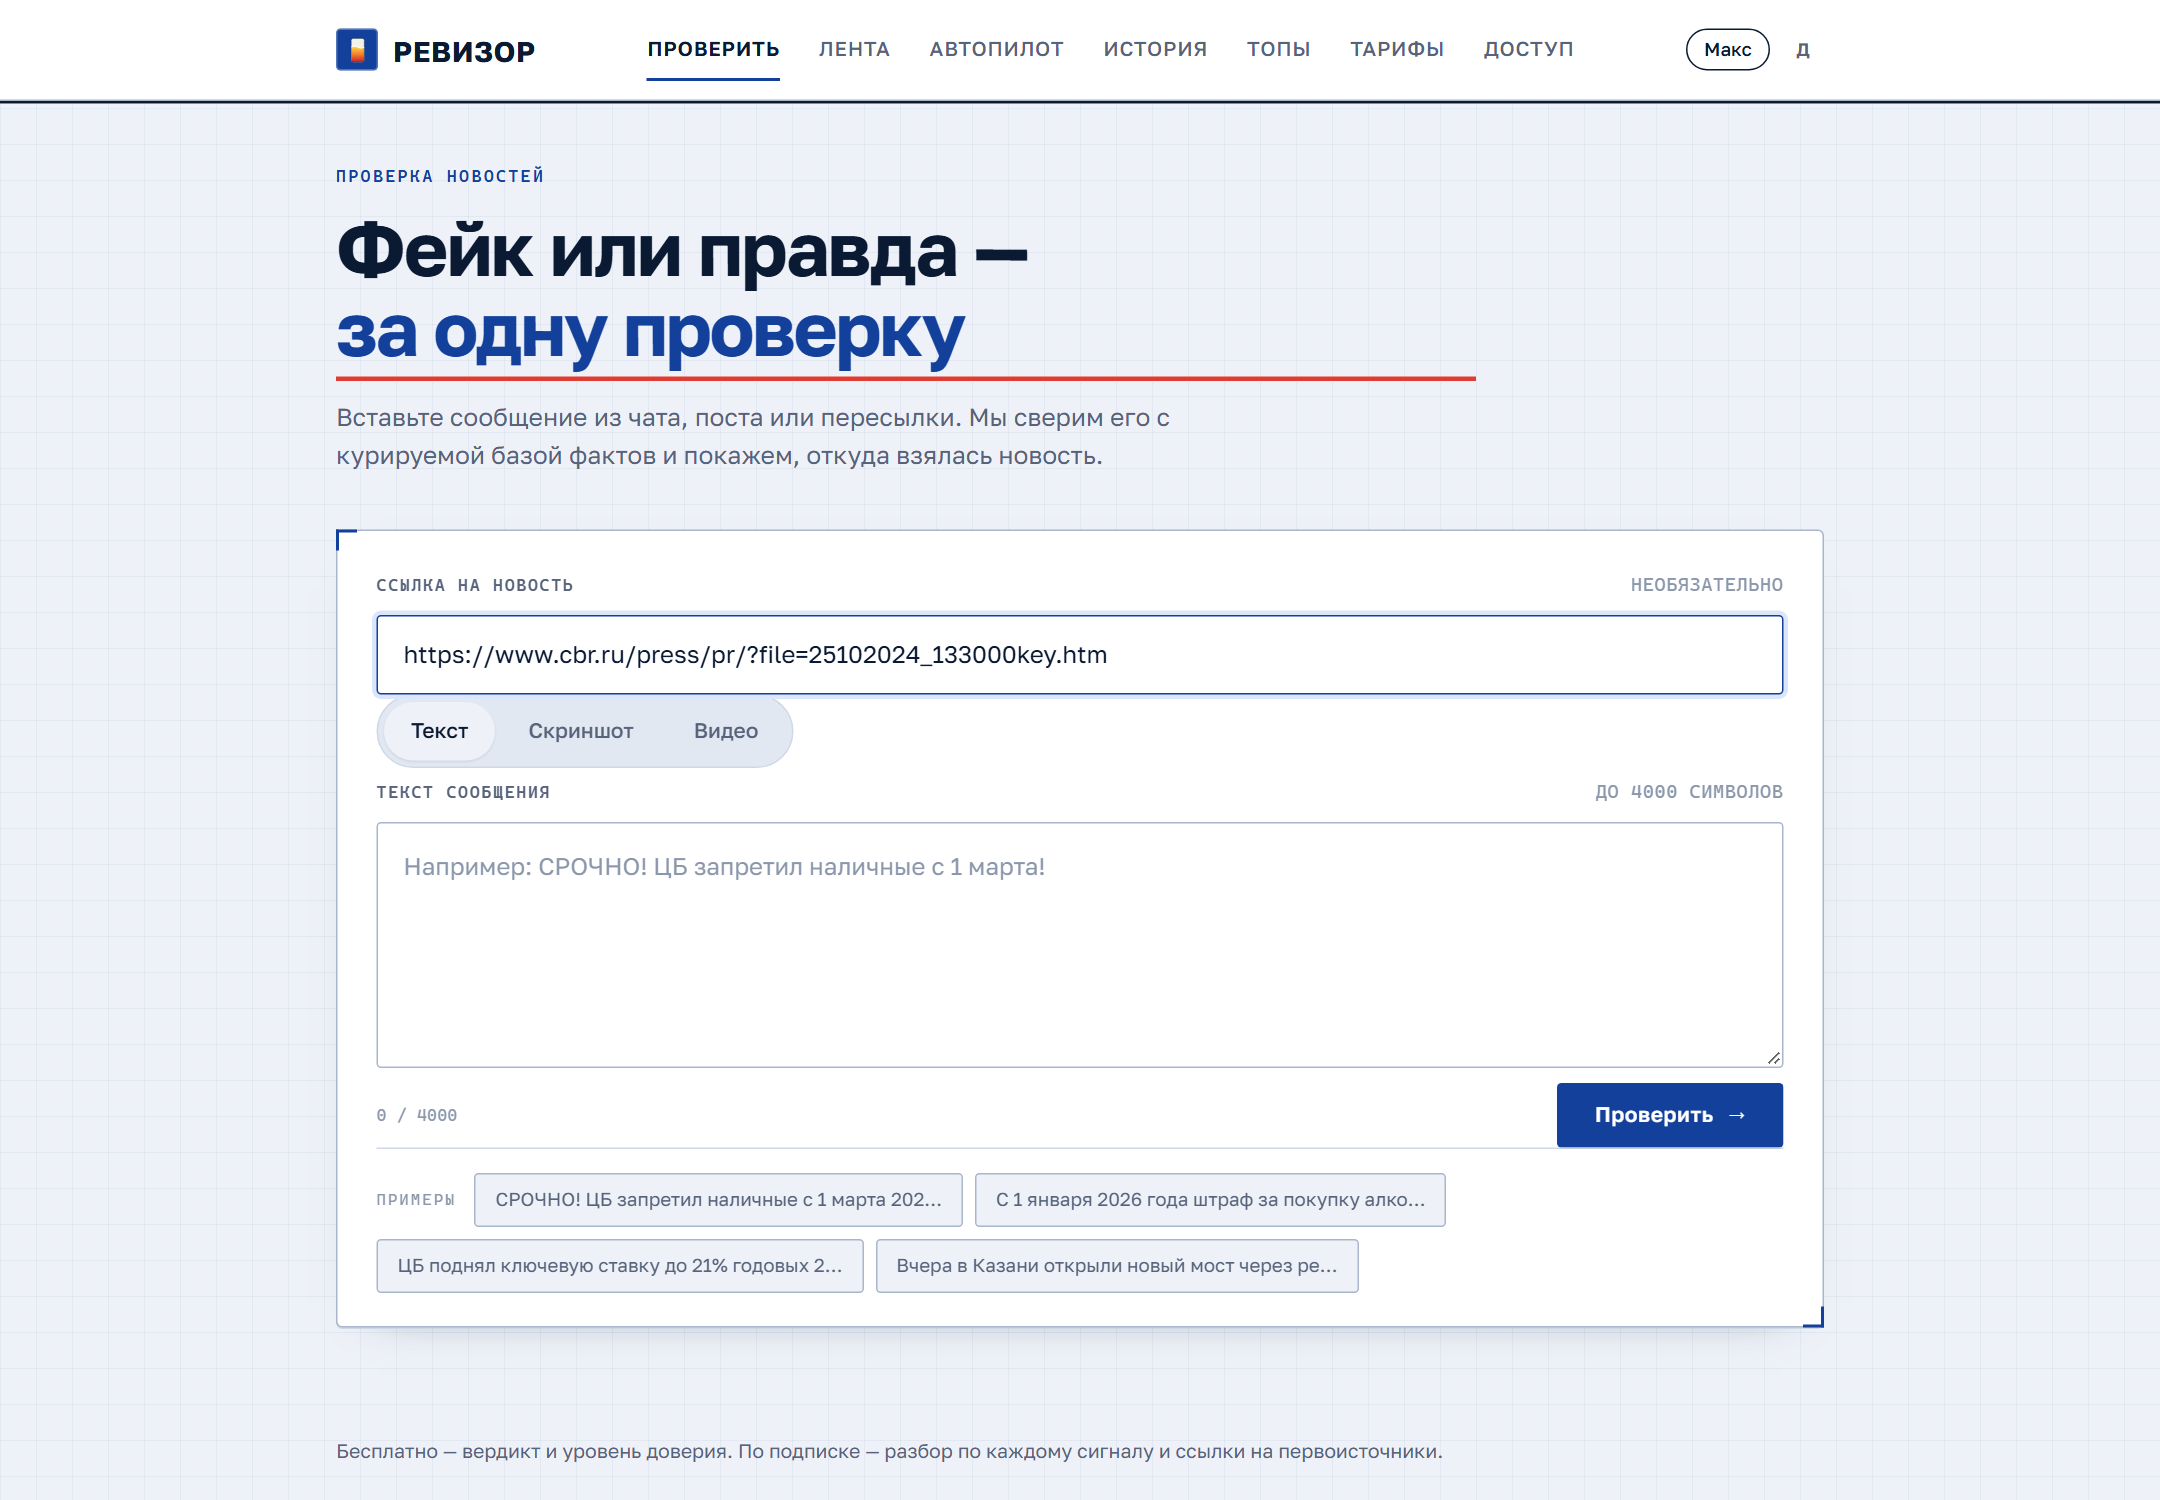 РЕВИЗОР
ПРОВЕРИТЬ ЛЕНТА АВТОПИЛОТ ИСТОРИЯ ТОПЫ ТАРИФЫ ДОСТУП
Макс Д
ПРОВЕРКА НОВОСТЕЙ
Фейк или правда —
за одну проверку
Вставьте сообщение из чата, поста или пересылки. Мы сверим его с
курируемой базой фактов и покажем, откуда взялась новость.
ССЫЛКА НА НОВОСТЬ НЕОБЯЗАТЕЛЬНО
https://www.cbr.ru/press/pr/?file=25102024_133000key.htm
Текст Скриншот Видео
ТЕКСТ СООБЩЕНИЯ ДО 4000 СИМВОЛОВ
Например: СРОЧНО! ЦБ запретил наличные с 1 марта!
0 / 4000 Проверить →
ПРИМЕРЫ СРОЧНО! ЦБ запретил наличные с 1 марта 202... С 1 января 2026 года штраф за покупку алко...
ЦБ поднял ключевую ставку до 21% годовых 2... Вчера в Казани открыли новый мост через ре...
Бесплатно — вердикт и уровень доверия. По подписке — разбор по каждому сигналу и ссылки на первоисточники.